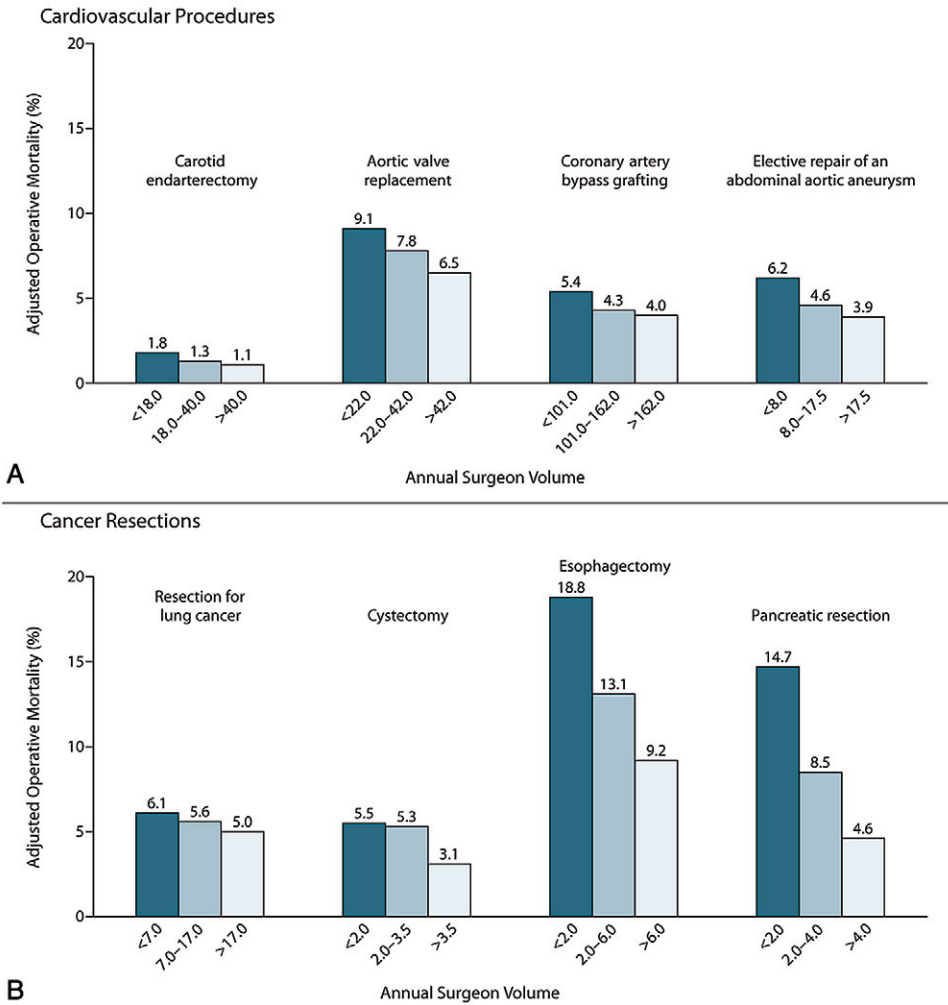 Cardiovascular Procedures
Adjusted Operative Mortality (%)
20
15
10
5
0
Carotid
endarterectomy
1.8
1.3
1.1
<18.0
18.0–40.0
>40.0
Aortic valve
replacement
9.1
7.8
6.5
<22.0
22.0–42.0
>42.0
Coronary artery
bypass grafting
5.4
4.3
4.0
<101.0
101.0–162.0
>162.0
Elective repair of an
abdominal aortic aneurysm
6.2
4.6
3.9
<8.0
8.0–17.5
>17.5
A
Annual Surgeon Volume
Cancer Resections
Adjusted Operative Mortality (%)
20
15
10
5
0
Resection for
lung cancer
6.1
5.6
5.0
<7.0
7.0–17.0
>17.0
Cystectomy
5.5
5.3
3.1
<2.0
2.0–3.5
>3.5
Esophagectomy
18.8
13.1
9.2
<2.0
2.0–6.0
>6.0
Pancreatic resection
14.7
8.5
4.6
<2.0
2.0–4.0
>4.0
B
Annual Surgeon Volume